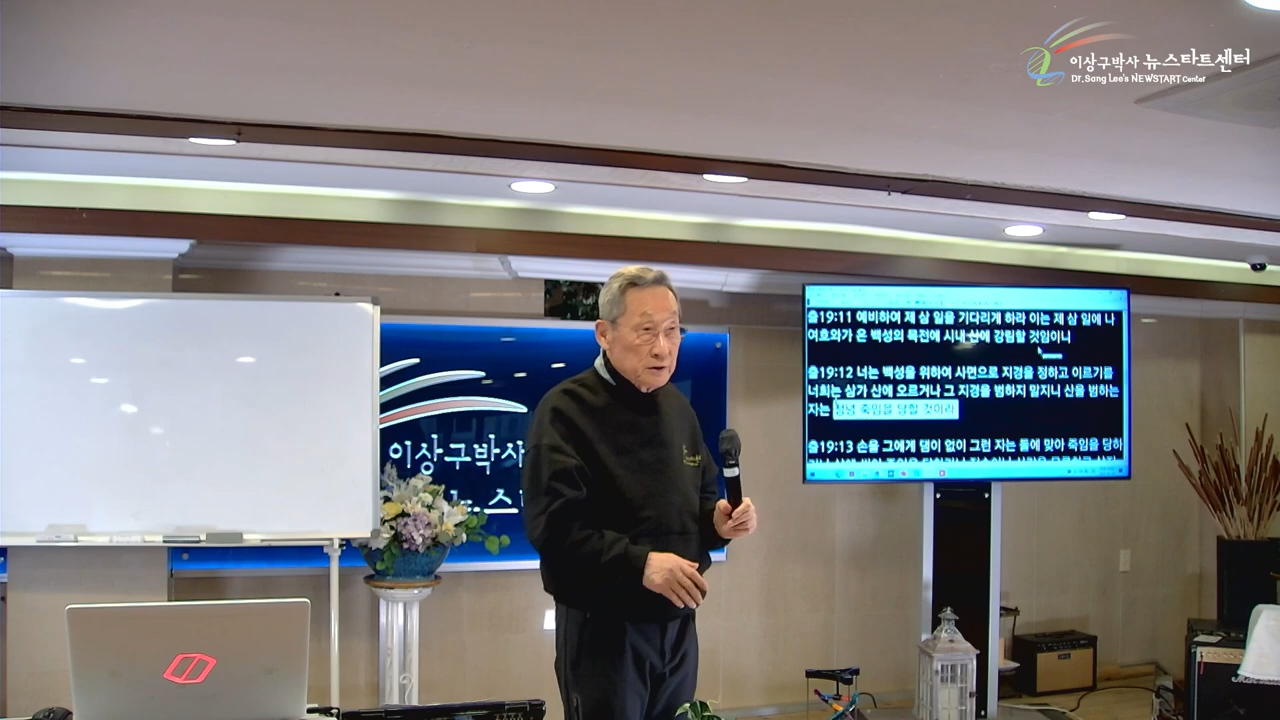 이상구박사 뉴스타트센터
Dr. Sang Lee's NEWSTART Center
출19:11 예비하여 제 삼 일을 기다리게 하라 이는 제 삼 일에 나
여호와가 온 백성의 목전에 시내 산에 강림할 것임이니
출19:12 너는 백성을 위하여 사면으로 지경을 정하고 이르기를
너희는 삼가 산에 오르거나 그 지경을 범하지 말지니 산을 범하는
자는 정녕 죽임을 당할 것이라
출19:13 손을 그에게 댐이 없이 그런 자는 돌에 맞아 죽임을 당하
이상구박사
뉴스